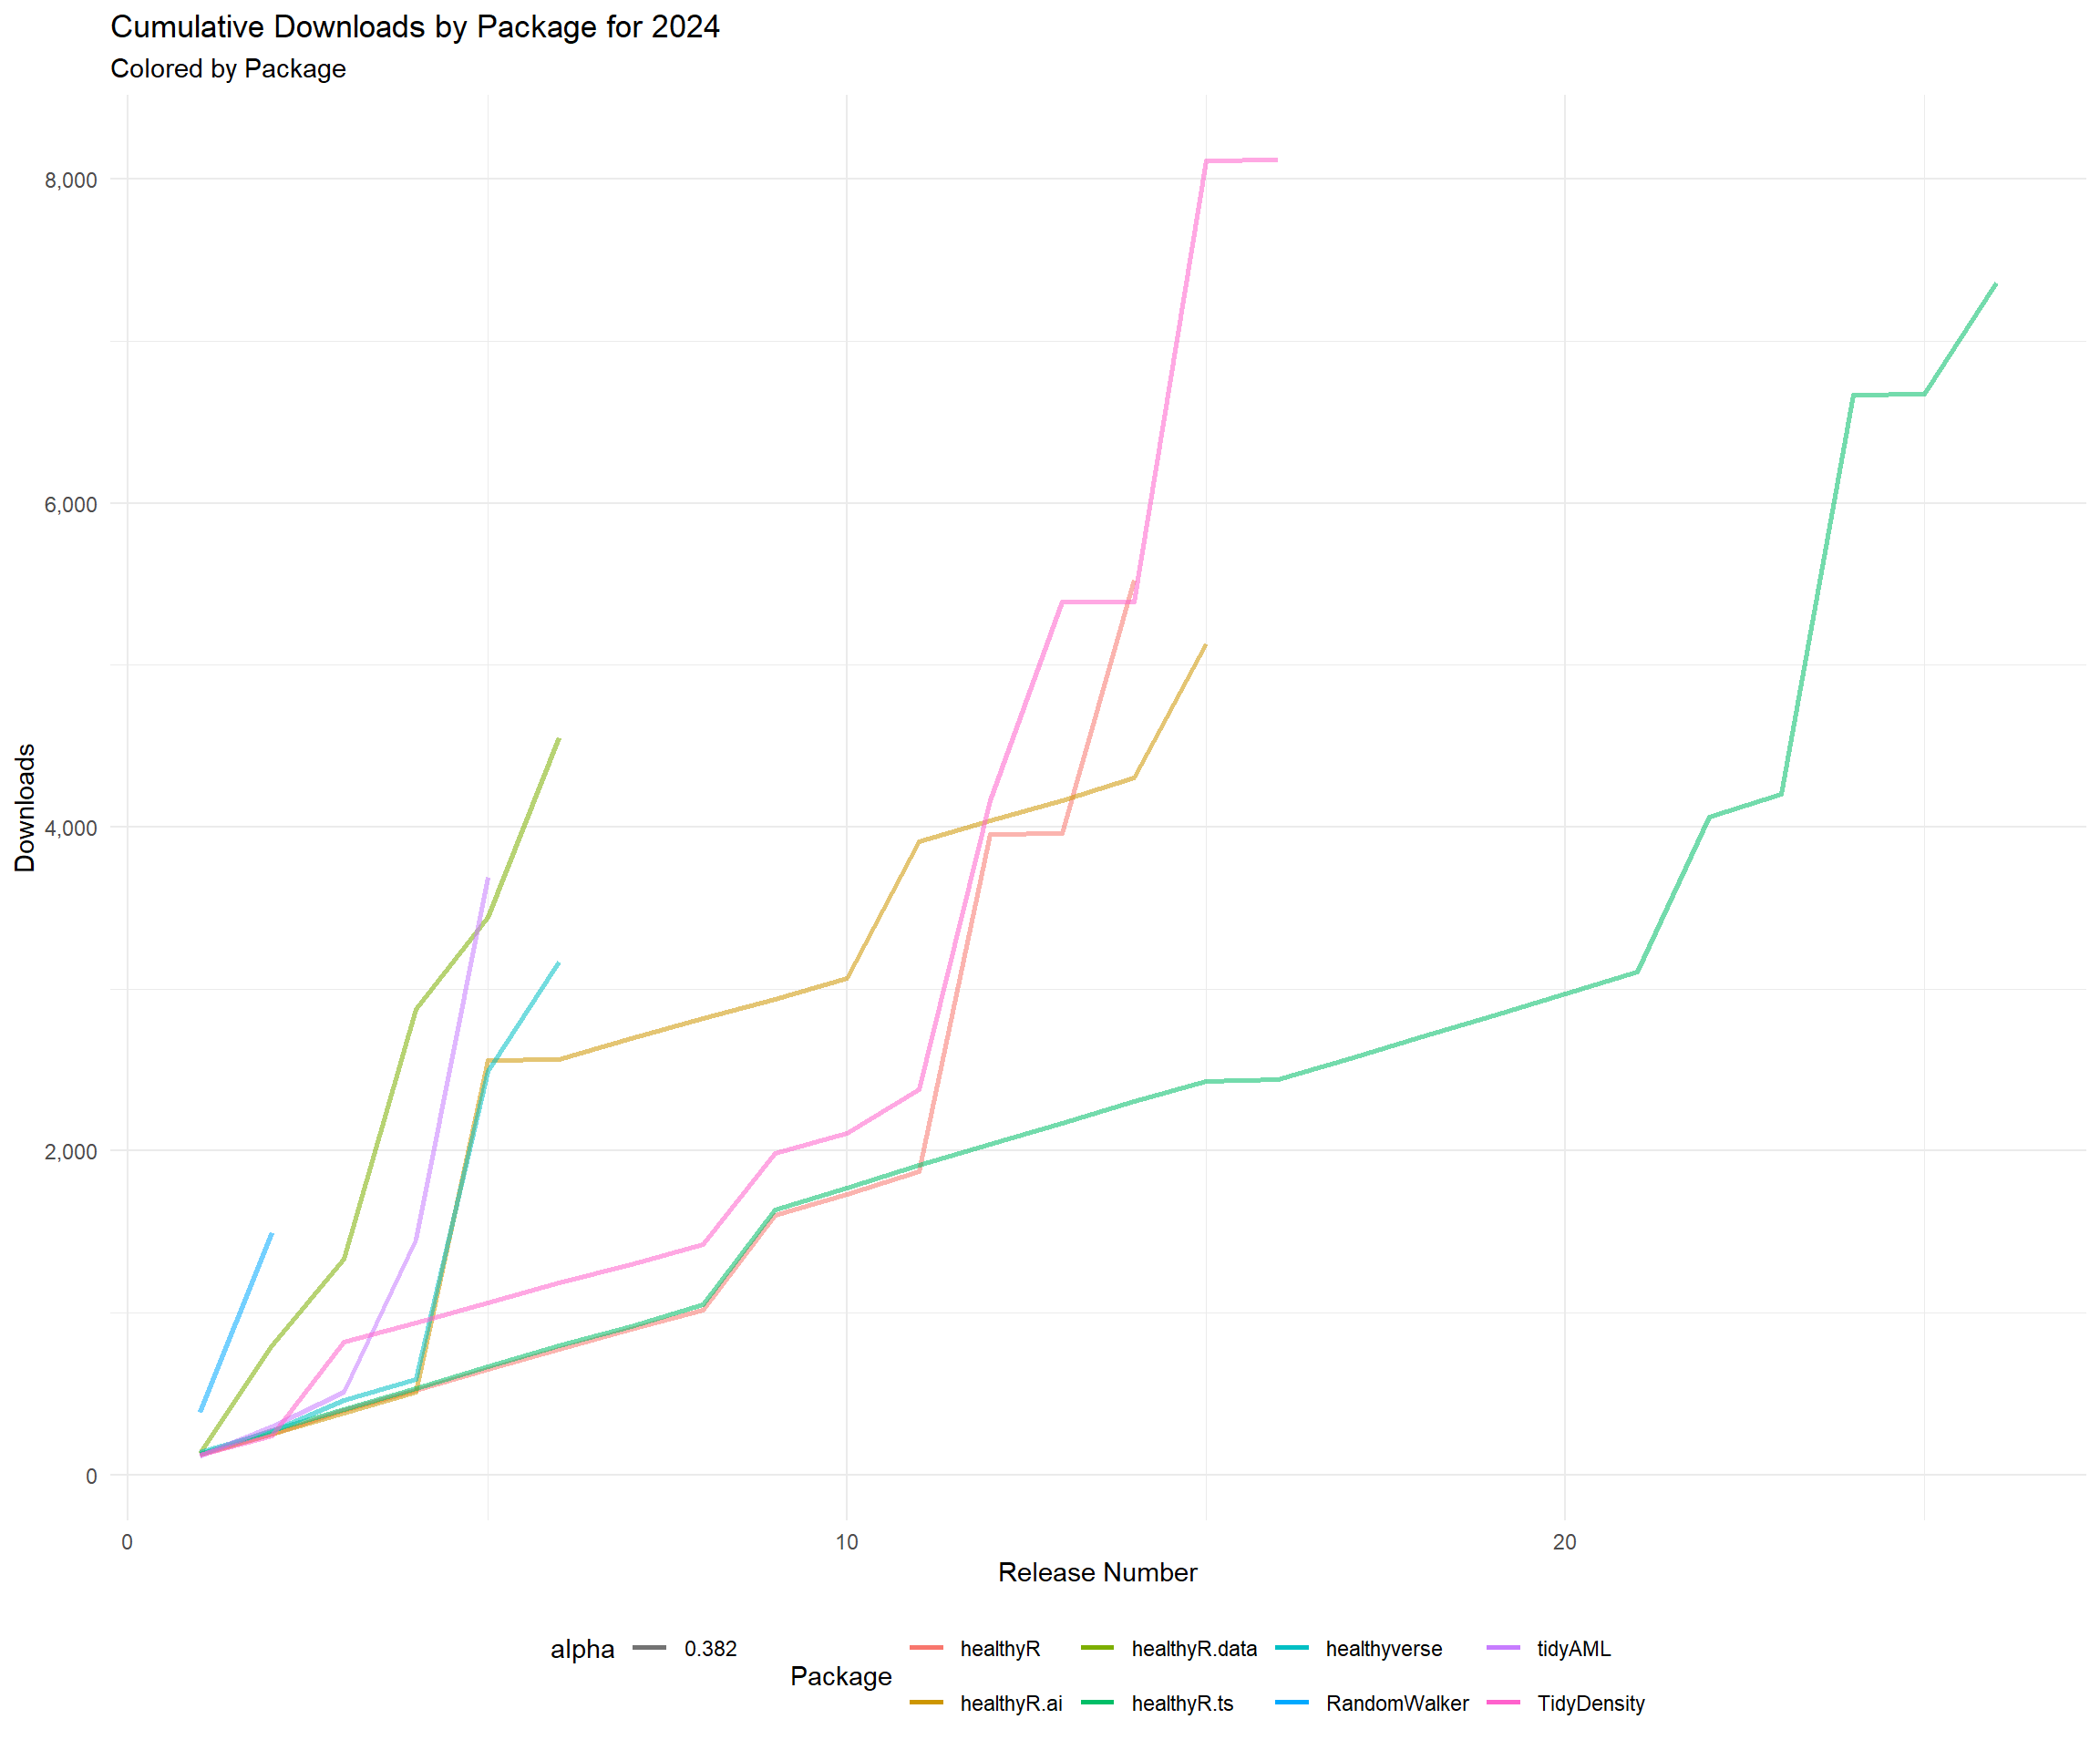 Cumulative Downloads by Package for 2024
Colored by Package
8,000
6,000
4,000
2,000
0
Downloads
0 10 20
Release Number
alpha 0.382
Package
healthyR healthyR.data healthyverse tidyAML
healthyR.ai healthyR.ts RandomWalker TidyDensity